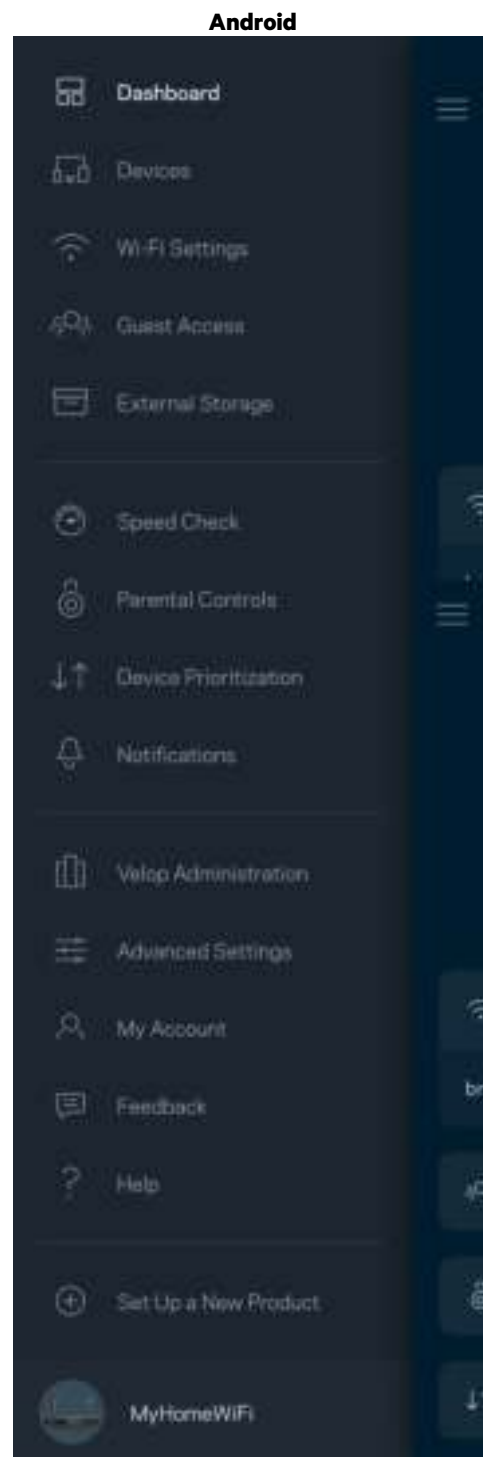 Android
Dashboard
Devices
Wi-Fi Settings
Guest Access
External Storage
Speed Check
Parental Controls
Device Prioritization
Notifications
Velop Administration
Advanced Settings
My Account
br
Feedback
Help
Set Up a New Product
MyHomeWiFi